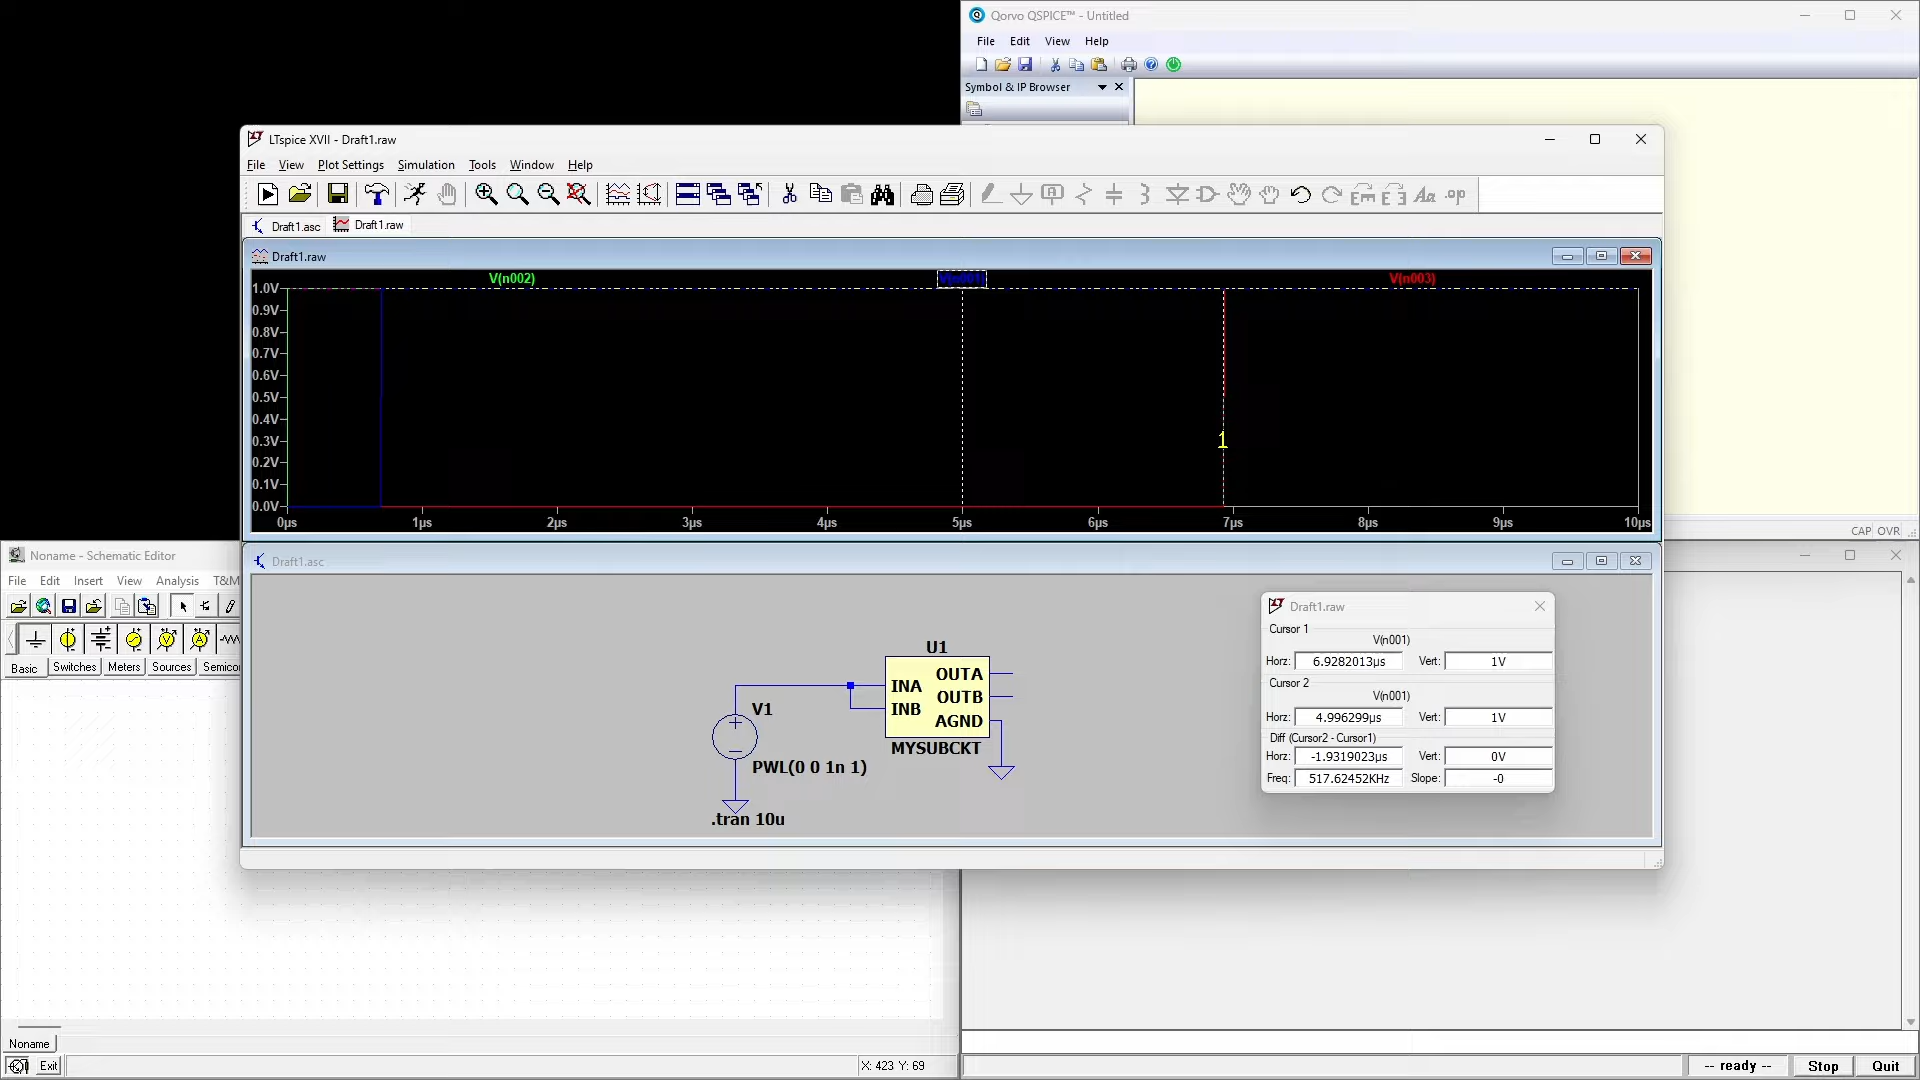 Qorvo QSPICE™ - Untitled
File Edit View Help
Symbol & IP Browser
LTspice XVII - Draft1.raw
File View Plot Settings Simulation Tools Window Help
Aa .op
Draft1.asc Draft1.raw
Draft1.raw
V(n002) V(n001) V(n003)
1.0V
0.9V
0.8V
0.7V
0.6V
0.5V
0.4V
0.3V
0.2V
0.1V
0.0V
1
0µs 1µs 2µs 3µs 4µs 5µs 6µs 7µs 8µs 9µs 10µs
CAP OVR
Noname - Schematic Editor
File Edit Insert View Analysis T&M
Basic Switches Meters Sources Semicon
Draft1.asc
U1
INA OUTA
INB OUTB
AGND
MYSUBCKT
V1
PWL(0 0 1n 1)
.tran 10u
Draft1.raw
Cursor 1
V(n001)
Horz: 6.9282013µs Vert: 1V
Cursor 2
V(n001)
Horz: 4.996299µs Vert: 1V
Diff (Cursor2 - Cursor1)
Horz: -1.9319023µs Vert: 0V
Freq: 517.62452KHz Slope: -0
Noname
Exit X: 423 Y: 69
-- ready -- Stop Quit